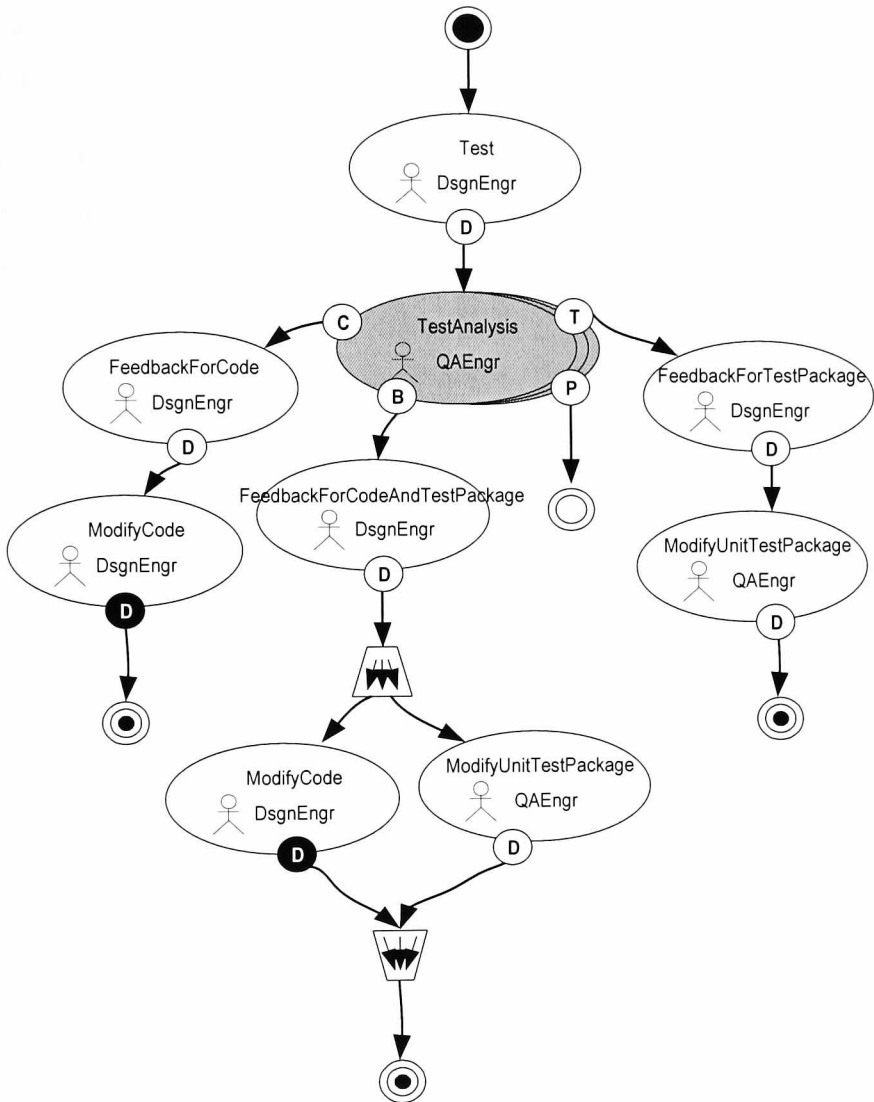 Test
DsgnEngr
D
C
TestAnalysis
QAEngr
T
B
P
FeedbackForCode
DsgnEngr
D
FeedbackForTestPackage
DsgnEngr
D
FeedbackForCodeAndTestPackage
DsgnEngr
D
ModifyCode
DsgnEngr
D
ModifyUnitTestPackage
QAEngr
D
ModifyCode
DsgnEngr
D
ModifyUnitTestPackage
QAEngr
D